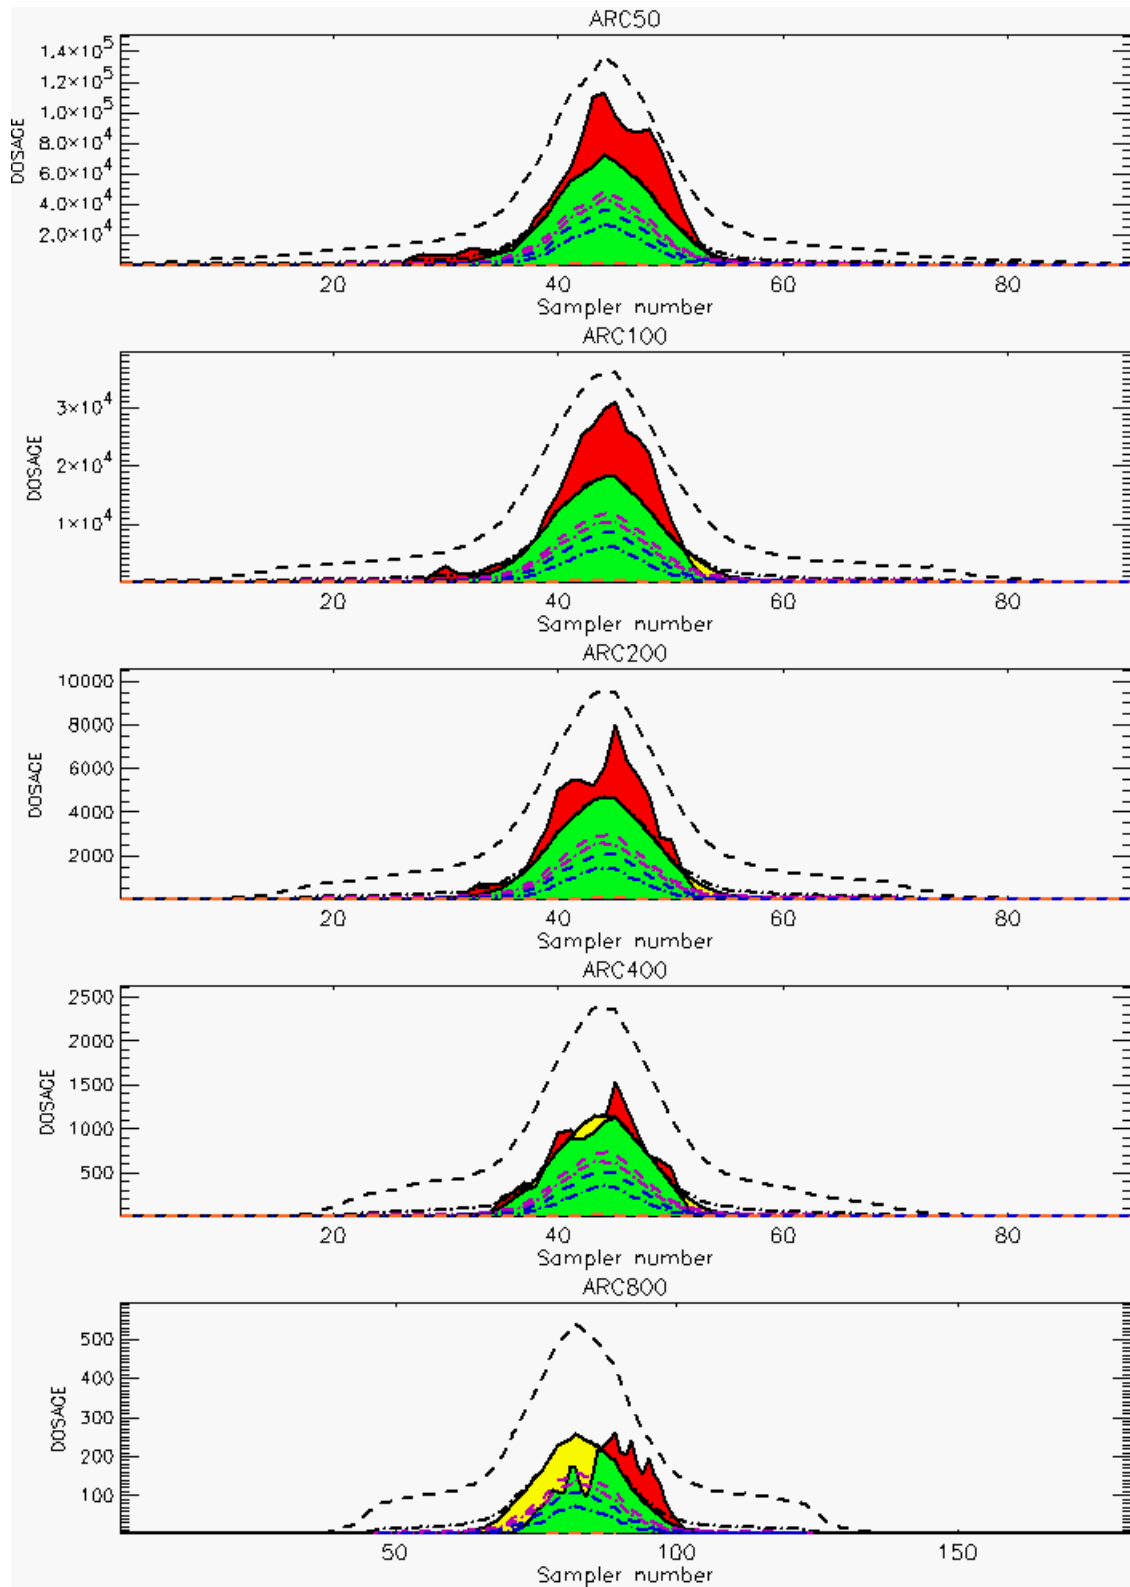 ARC50
1.4×10⁵
1.2×10⁵
1.0×10⁵
8.0×10⁴
6.0×10⁴
4.0×10⁴
2.0×10⁴
DOSAGE
20 40 60 80
Sampler number
ARC100
3×10⁴
2×10⁴
1×10⁴
DOSAGE
20 40 60 80
Sampler number
ARC200
10000
8000
6000
4000
2000
DOSAGE
20 40 60 80
Sampler number
ARC400
2500
2000
1500
1000
500
DOSAGE
20 40 60 80
Sampler number
ARC800
500
400
300
200
100
DOSAGE
50 100 150
Sampler number